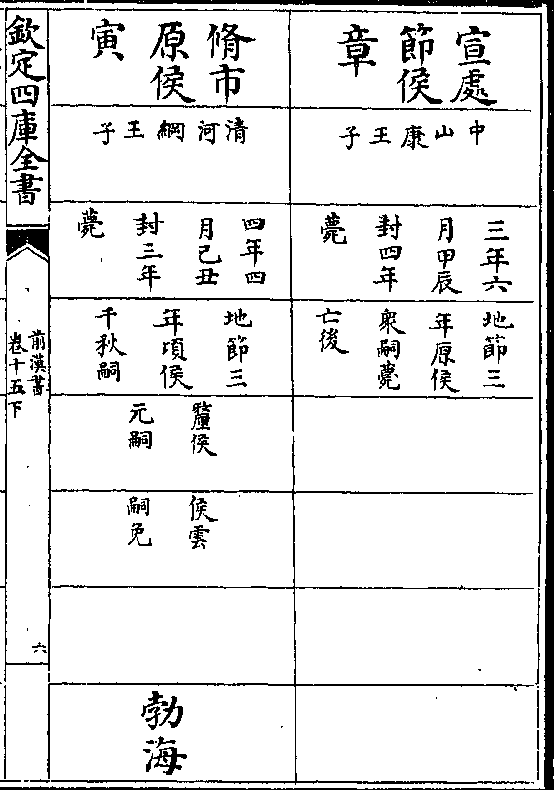 宣處
節侯
章
中山康王子
三年六
月甲辰
封四年
薨
地節三
年原侯
衆嗣薨
亡後
脩市
原侯
寅
清河綱王子
四年四
月己丑
封三年
薨
地節三
年頃侯
千秋嗣
釐侯
元嗣
侯雲
嗣免
勃海
欽定四庫全書
前漢書
卷十五下
六